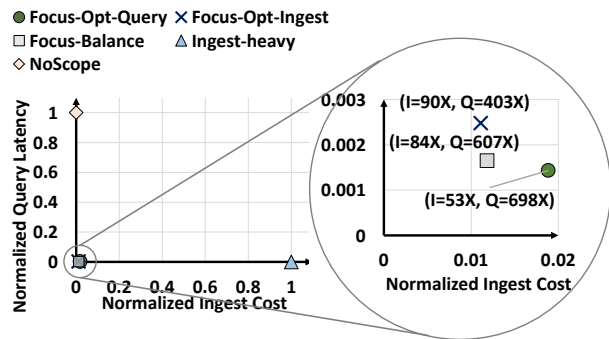 Focus-Opt-Query
Focus-Opt-Ingest
Focus-Balance
Ingest-heavy
NoScope
Normalized Query Latency
1
0.8
0.6
0.4
0.2
0
0 0.2 0.4 0.6 0.8 1
Normalized Ingest Cost
0.003
0.002
0.001
0
(I=90X, Q=403X)
(I=84X, Q=607X)
(I=53X, Q=698X)
0 0.01 0.02
Normalized Ingest Cost